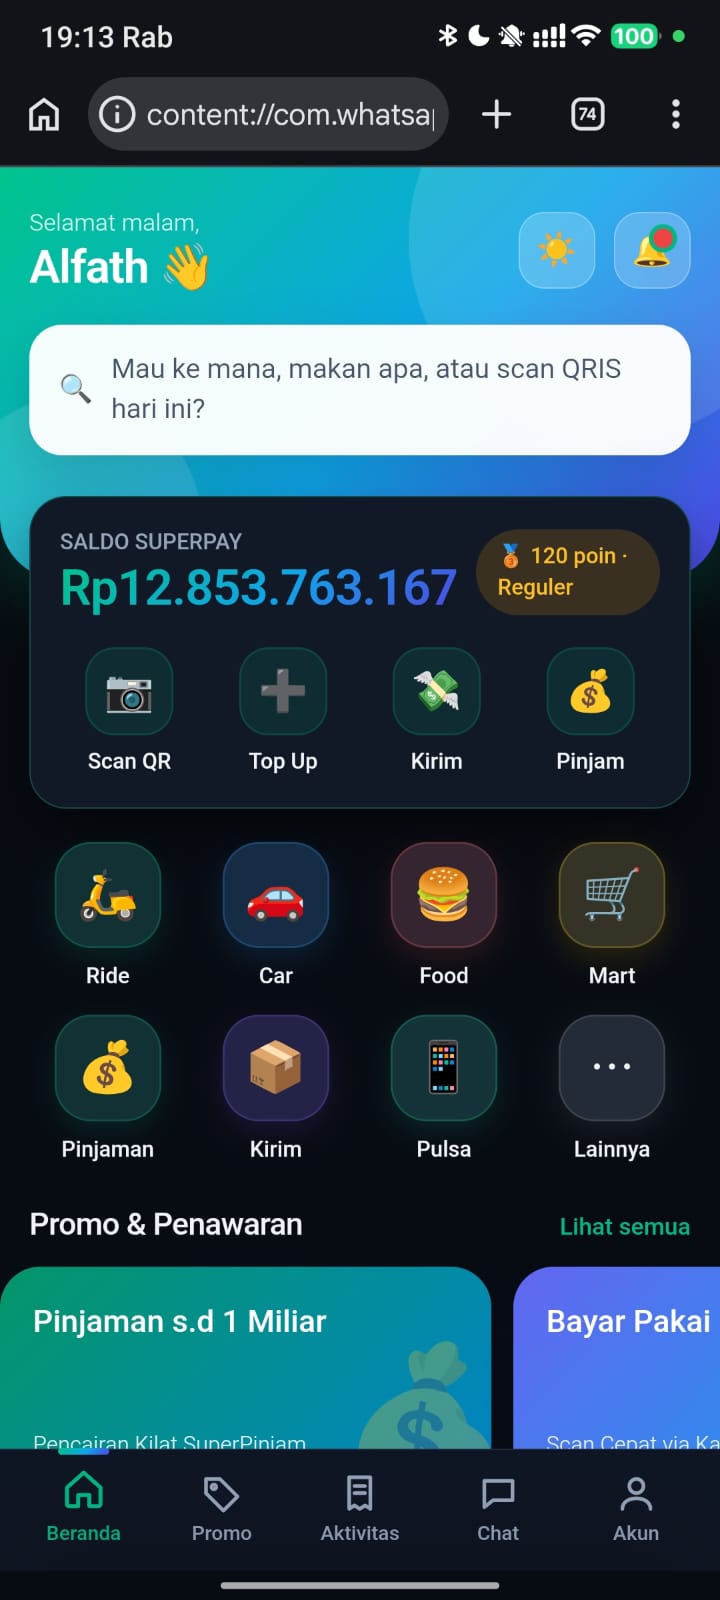 19:13 Rab
100
content://com.whatsa
74
Selamat malam,
Alfath
Mau ke mana, makan apa, atau scan QRIS
hari ini?
SALDO SUPERPAY
Rp12.853.763.167
120 poin ·
Reguler
Scan QR
Top Up
Kirim
Pinjam
Ride
Car
Food
Mart
Pinjaman
Kirim
Pulsa
Lainnya
Promo & Penawaran
Lihat semua
Pinjaman s.d 1 Miliar
Bayar Pakai
Pencairan Kilat SuperPinjam
Scan Cepat via Ka
Beranda
Promo
Aktivitas
Chat
Akun